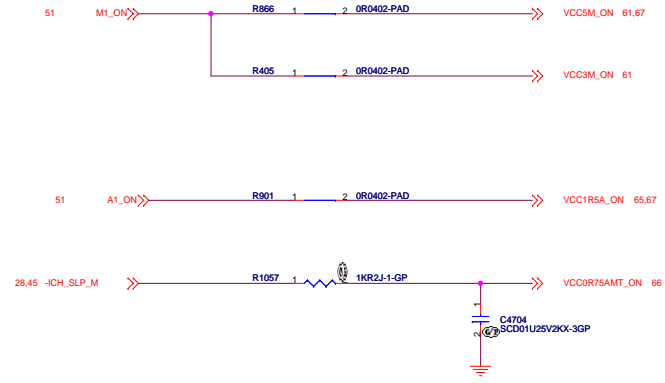 51 M1_ON R866 1 2 0R0402-PAD VCC5M_ON 61,67
R405 1 2 0R0402-PAD VCC3M_ON 61
51 A1_ON R901 1 2 0R0402-PAD VCC1R5A_ON 65,67
28,45 -ICH_SLP_M R1057 1 1KR2J-1-GP VCC0R75AMT_ON 66
1
C4704
2 SCD01U25V2KX-3GP